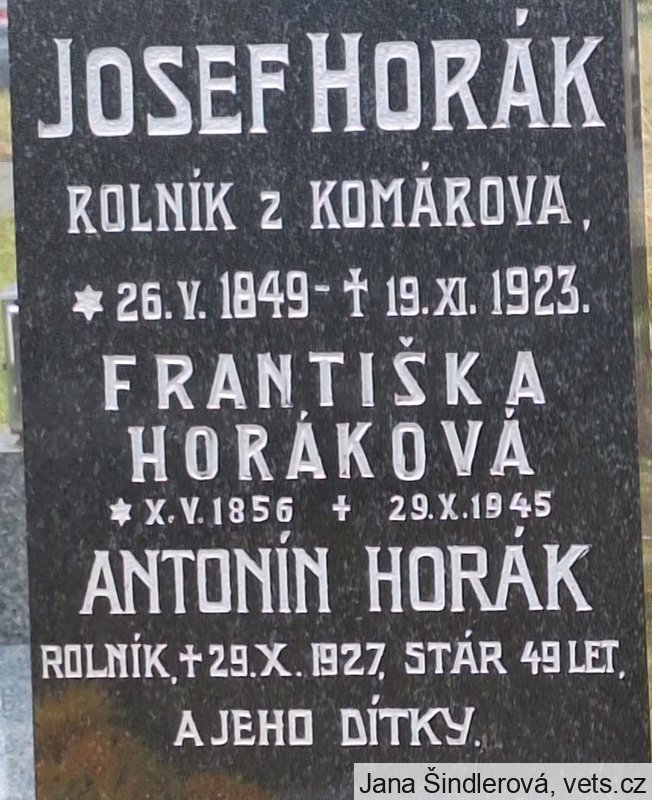 JOSEF HORÁK
ROLNÍK z KOMÁROVA,
* 26.V. 1849 - † 19.XI. 1923.
FRANTIŠKA
HORÁKOVÁ
* X.V.1856 † 29.X.1945
ANTONÍN HORÁK
ROLNÍK, † 29.X. 1927, STÁR 49 LET,
A JEHO DÍTKY.
Jana Šindlerová, vets.cz